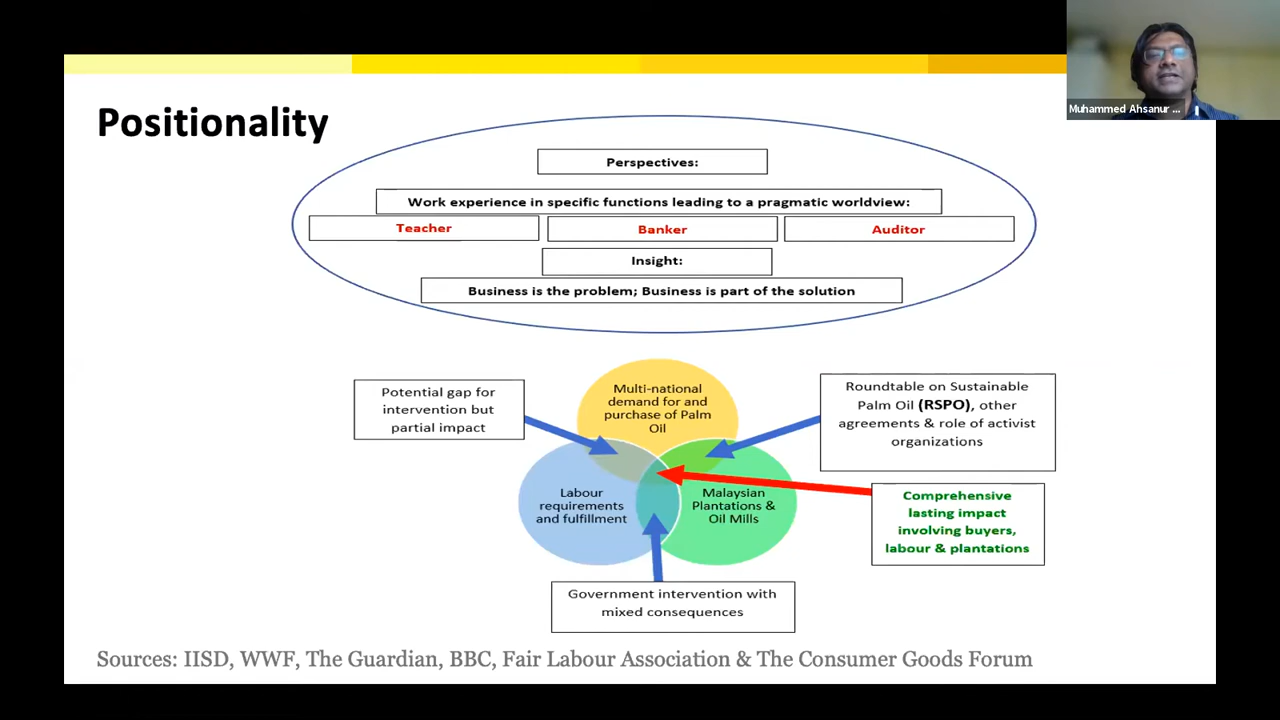 Muhammed Ahsanur ...
Positionality
Perspectives:
Work experience in specific functions leading to a pragmatic worldview:
Teacher
Banker
Auditor
Insight:
Business is the problem; Business is part of the solution
Potential gap for
intervention but
partial impact
Multi-national
demand for and
purchase of Palm
Oil
Roundtable on Sustainable
Palm Oil (RSPO), other
agreements & role of activist
organizations
Labour
requirements
and fulfillment
Malaysian
Plantations &
Oil Mills
Comprehensive
lasting impact
involving buyers,
labour & plantations
Government intervention with
mixed consequences
Sources: IISD, WWF, The Guardian, BBC, Fair Labour Association & The Consumer Goods Forum